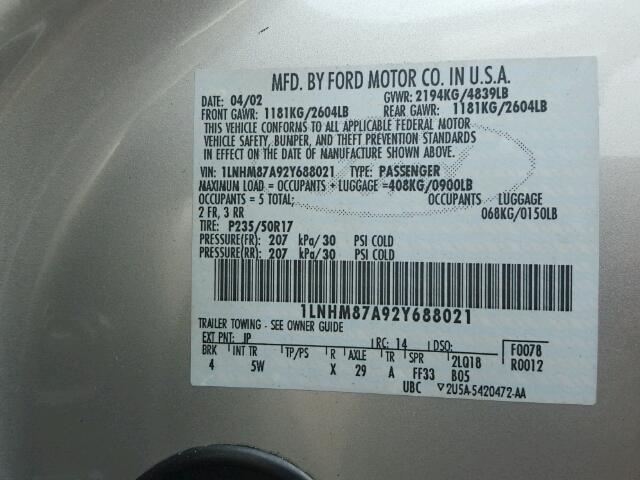 MFD. BY FORD MOTOR CO. IN U.S.A.
DATE: 04/02 GVWR: 2194KG/4839LB
FRONT GAWR: 1181KG/2604LB REAR GAWR: 1181KG/2604LB
THIS VEHICLE CONFORMS TO ALL APPLICABLE FEDERAL MOTOR
VEHICLE SAFETY, BUMPER, AND THEFT PREVENTION STANDARDS
IN EFFECT ON THE DATE OF MANUFACTURE SHOWN ABOVE.
VIN: 1LNHM87A92Y688021 TYPE: PASSENGER
MAXIMUM LOAD = OCCUPANTS + LUGGAGE = 408KG/0900LB
OCCUPANTS = 5 TOTAL; OCCUPANTS LUGGAGE
2 FR, 3 RR 068KG/0150LB
TIRE: P235/50R17
PRESSURE(FR): 207 kPa/30 PSI COLD
PRESSURE(RR): 207 kPa/30 PSI COLD
1LNHM87A92Y688021
TRAILER TOWING - SEE OWNER GUIDE
EXT PNT: JP RC: 14 DSO: F0078
BRK INT TR TP/PS R AXLE TR SPR 2LQ18 R0012
4 5W X 29 A FF33 B05
UBC ▽2U5A-5420472-AA